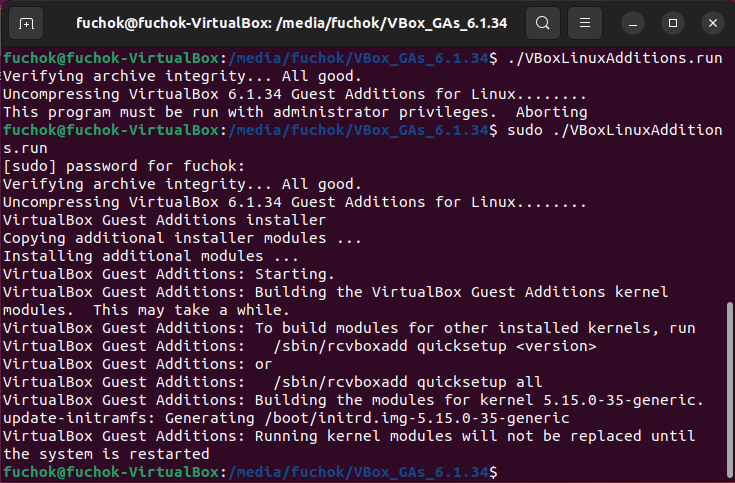 fuchok@fuchok-VirtualBox: /media/fuchok/VBox_GAs_6.1.34
fuchok@fuchok-VirtualBox:/media/fuchok/VBox_GAs_6.1.34$ ./VBoxLinuxAdditions.run
Verifying archive integrity... All good.
Uncompressing VirtualBox 6.1.34 Guest Additions for Linux........
This program must be run with administrator privileges.  Aborting
fuchok@fuchok-VirtualBox:/media/fuchok/VBox_GAs_6.1.34$ sudo ./VBoxLinuxAddition
s.run
[sudo] password for fuchok:
Verifying archive integrity... All good.
Uncompressing VirtualBox 6.1.34 Guest Additions for Linux........
VirtualBox Guest Additions installer
Copying additional installer modules ...
Installing additional modules ...
VirtualBox Guest Additions: Starting.
VirtualBox Guest Additions: Building the VirtualBox Guest Additions kernel
modules.  This may take a while.
VirtualBox Guest Additions: To build modules for other installed kernels, run
VirtualBox Guest Additions:   /sbin/rcvboxadd quicksetup <version>
VirtualBox Guest Additions: or
VirtualBox Guest Additions:   /sbin/rcvboxadd quicksetup all
VirtualBox Guest Additions: Building the modules for kernel 5.15.0-35-generic.
update-initramfs: Generating /boot/initrd.img-5.15.0-35-generic
VirtualBox Guest Additions: Running kernel modules will not be replaced until
the system is restarted
fuchok@fuchok-VirtualBox:/media/fuchok/VBox_GAs_6.1.34$